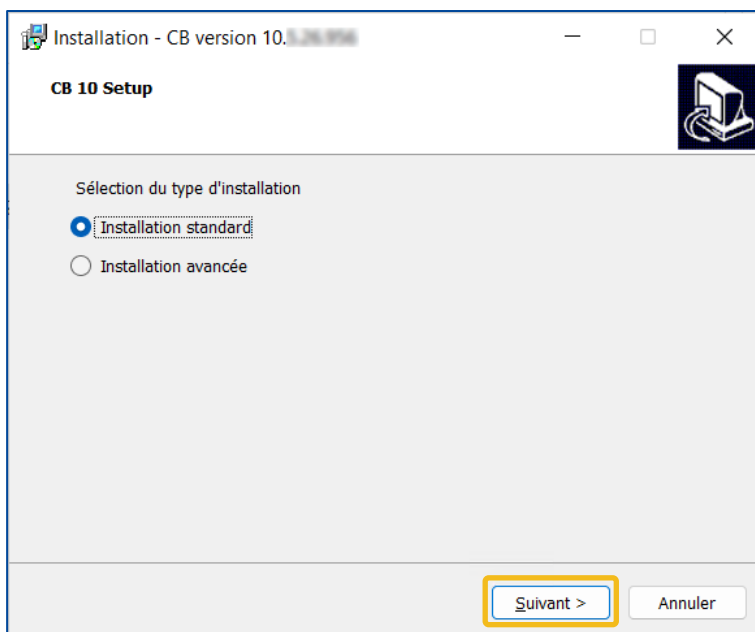 Installation - CB version 10.
CB 10 Setup
Sélection du type d'installation
Installation standard
Installation avancée
Suivant >
Annuler